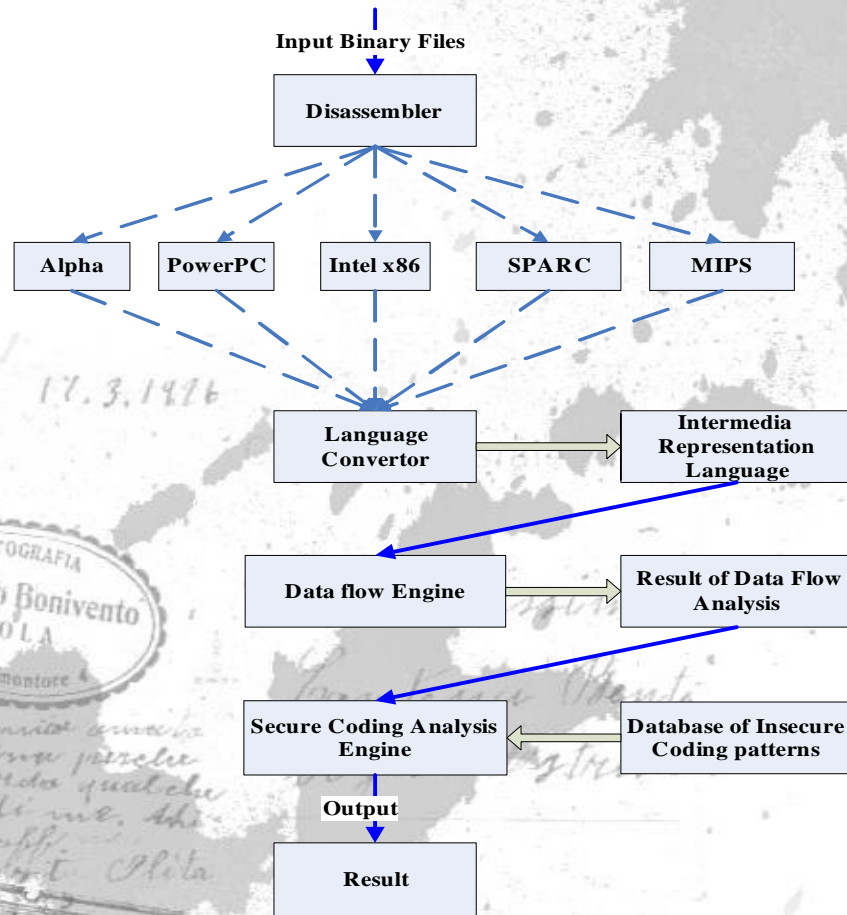 Input Binary Files
Disassembler
Alpha
PowerPC
Intel x86
SPARC
MIPS
Language
Convertor
Intermedia
Representation
Language
17.3.1926
Data flow Engine
Result of Data Flow
Analysis
TOGRAFIA
Bonivento
OLA
Secure Coding Analysis
Engine
Database of Insecure
Coding patterns
Output
Result